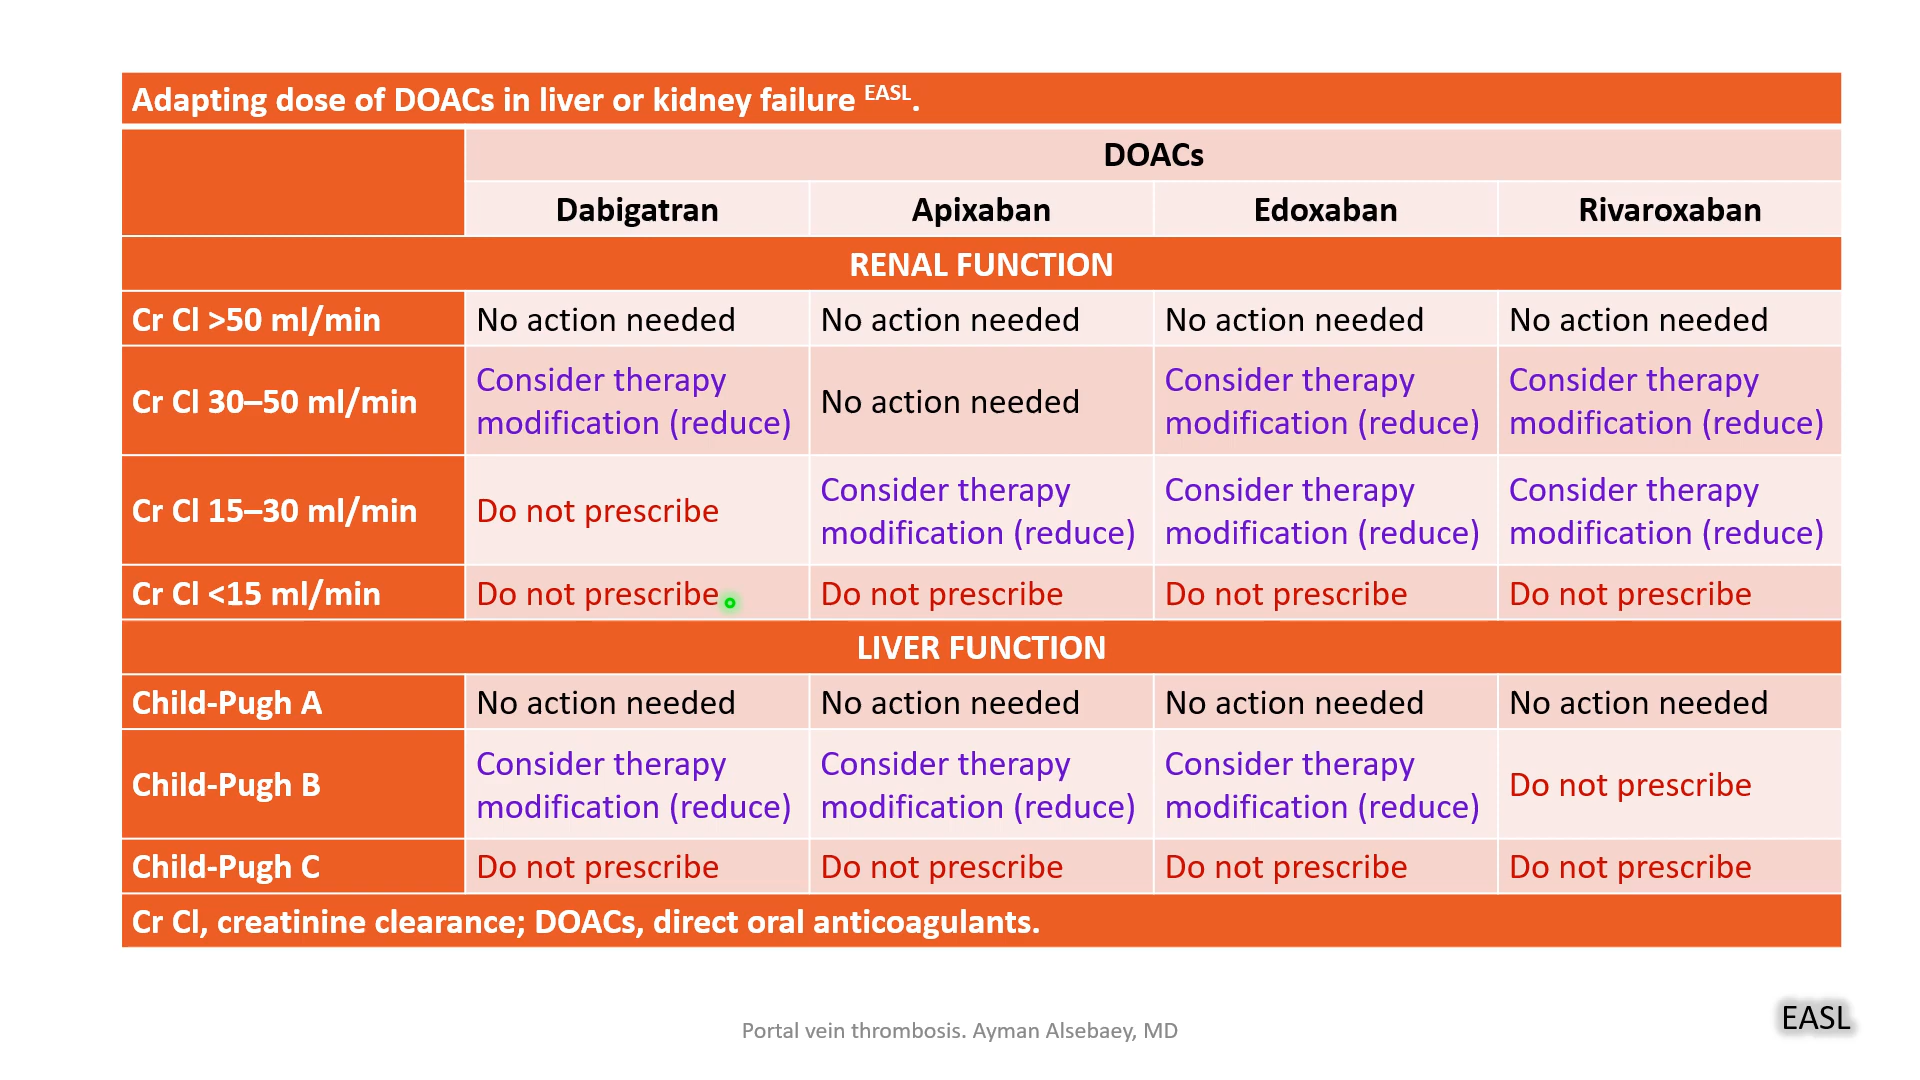 Adapting dose of DOACs in liver or kidney failure EASL.
DOACs
Dabigatran Apixaban Edoxaban Rivaroxaban
RENAL FUNCTION
Cr Cl >50 ml/min No action needed No action needed No action needed No action needed
Cr Cl 30–50 ml/min Consider therapy modification (reduce) No action needed Consider therapy modification (reduce) Consider therapy modification (reduce)
Cr Cl 15–30 ml/min Do not prescribe Consider therapy modification (reduce) Consider therapy modification (reduce) Consider therapy modification (reduce)
Cr Cl <15 ml/min Do not prescribe Do not prescribe Do not prescribe Do not prescribe
LIVER FUNCTION
Child-Pugh A No action needed No action needed No action needed No action needed
Child-Pugh B Consider therapy modification (reduce) Consider therapy modification (reduce) Consider therapy modification (reduce) Do not prescribe
Child-Pugh C Do not prescribe Do not prescribe Do not prescribe Do not prescribe
Cr Cl, creatinine clearance; DOACs, direct oral anticoagulants.
EASL
Portal vein thrombosis. Ayman Alsebaey, MD